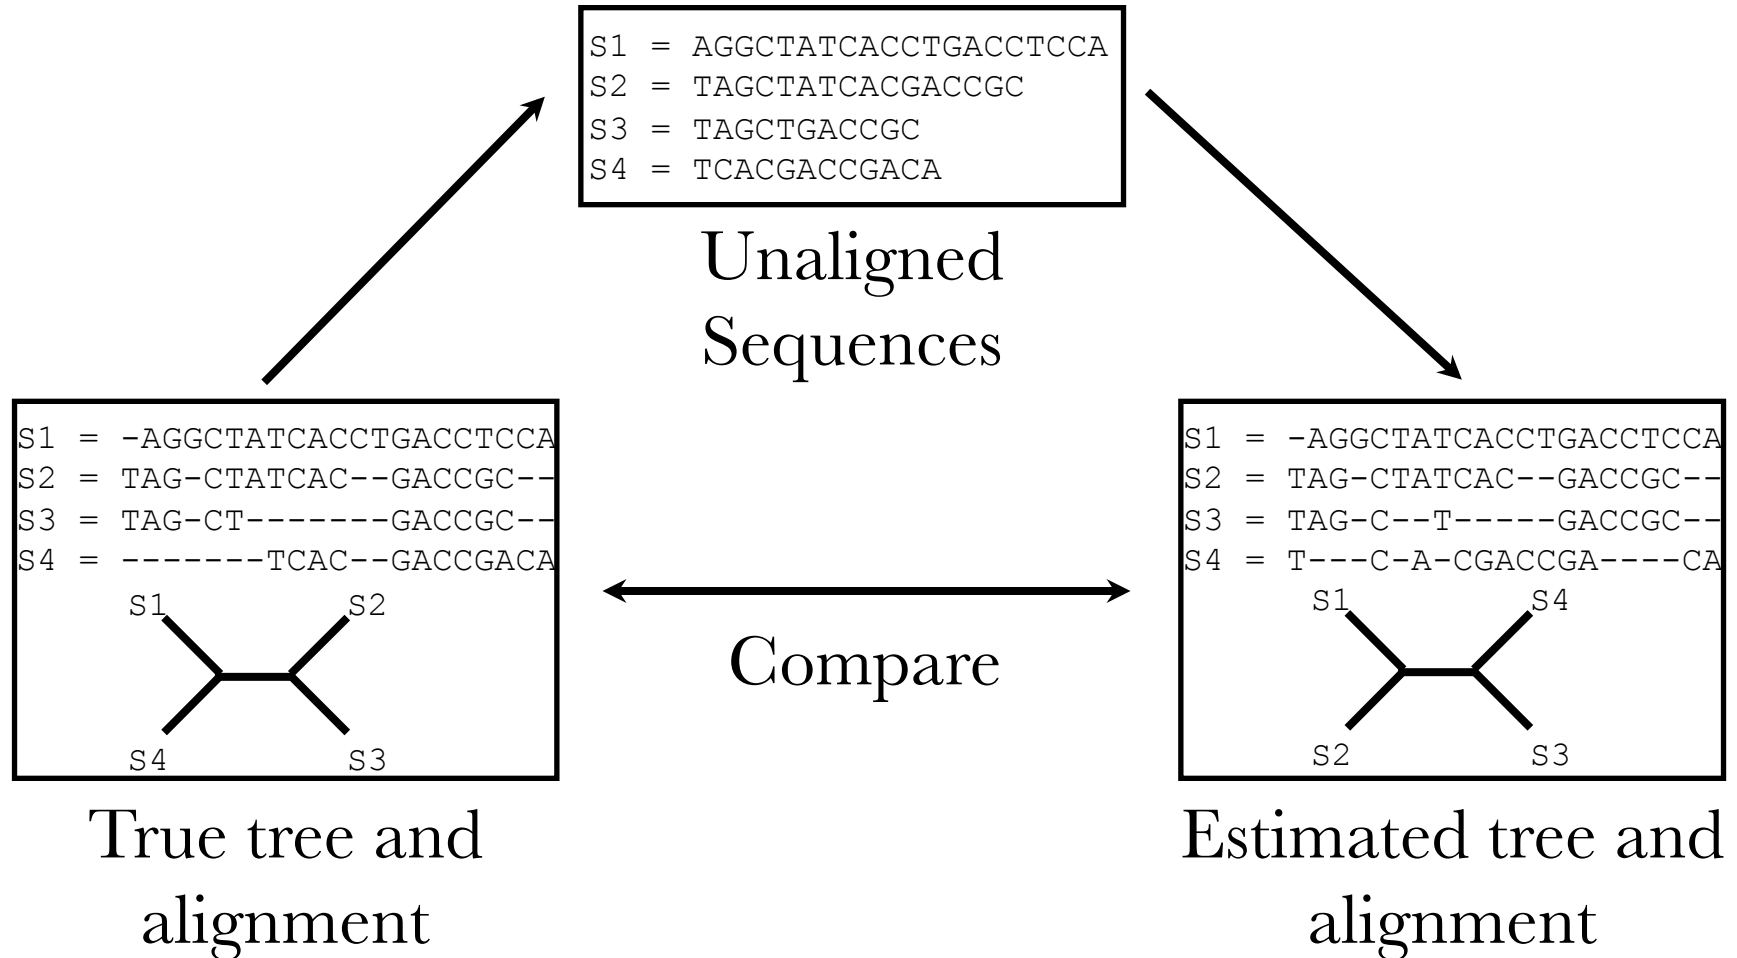 S1 = AGGCTATCACCTGACCTCCA
S2 = TAGCTATCACGACCGC
S3 = TAGCTGACCGC
S4 = TCACGACCGACA
Unaligned
Sequences
S1 = -AGGCTATCACCTGACCTCCA
S2 = TAG-CTATCAC--GACCGC--
S3 = TAG-CT-------GACCGC--
S4 = -------TCAC--GACCGACA
S1 S2
S4 S3
True tree and
alignment
Compare
S1 = -AGGCTATCACCTGACCTCCA
S2 = TAG-CTATCAC--GACCGC--
S3 = TAG-C--T-----GACCGC--
S4 = T---C-A-CGACCGA----CA
S1 S4
S2 S3
Estimated tree and
alignment